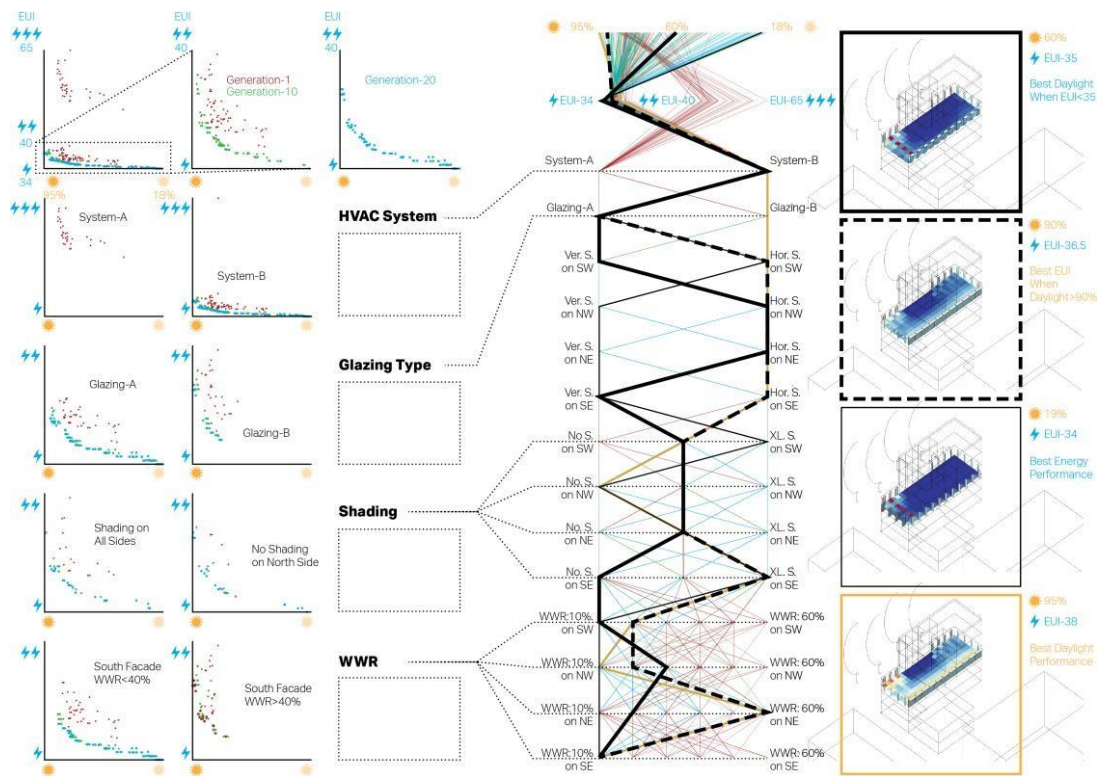 EUI
65
40
34
95%
18%
EUI
40
Generation-1
Generation-10
EUI
40
Generation-20
System-A
System-B
Glazing-A
Glazing-B
Shading on
All Sides
No Shading
on North Side
South Facade
WWR<40%
South Facade
WWR>40%
HVAC System
Glazing Type
Shading
WWR
95%
60%
18%
EUI-34
EUI-40
EUI-65
System-A
System-B
Glazing-A
Glazing-B
Ver. S.
on SW
Hor. S.
on SW
Ver. S.
on NW
Hor. S.
on NW
Ver. S.
on NE
Hor. S.
on NE
Ver. S.
on SE
Hor. S.
on SE
No S.
on SW
XL. S.
on SW
No. S.
on NW
XL. S.
on NW
No. S.
on NE
XL. S.
on NE
No. S.
on SE
XL. S.
on SE
WWR:10%
on SW
WWR: 60%
on SW
WWR:10%
on NW
WWR: 60%
on NW
WWR:10%
on NE
WWR: 60%
on NE
WWR:10%
on SE
WWR: 60%
on SE
60%
EUI-35
Best Daylight
When EUI<35
90%
EUI-36.5
Best EUI
When
Daylight>90%
19%
EUI-34
Best Energy
Performance
95%
EUI-38
Best Daylight
Performance